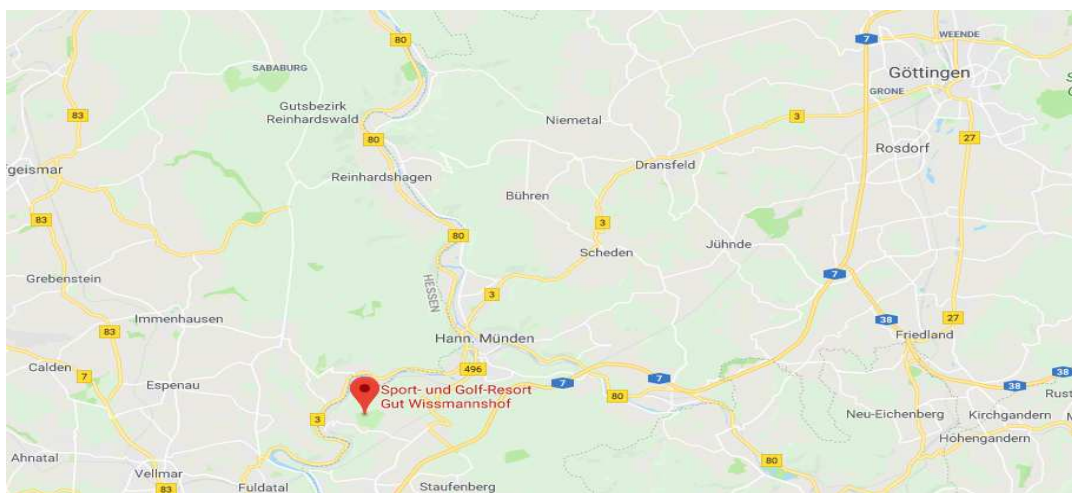 80
7
WEENDE
SABABURG
Göttingen
S
GRONE
Gutsbezirk
Reinhardswald
83
Niemetal
3
80
27
Rosdorf
Dransfeld
fgeismar
Reinhardshagen
Bühren
83
3
80
Jühnde
Scheden
7
Grebenstein
HESSEN
3
Immenhausen
38
27
83
Hann. Münden
Friedland
Calden
496
7
Espenau
7
7
38
38
Sport- und Golf-Resort
Gut Wissmannshof
80
Rust
3
Neu-Eichenberg
Kirchgandern
M
Hohengandern
Ahnatal
80
Vellmar
83
Fuldatal
Staufenberg